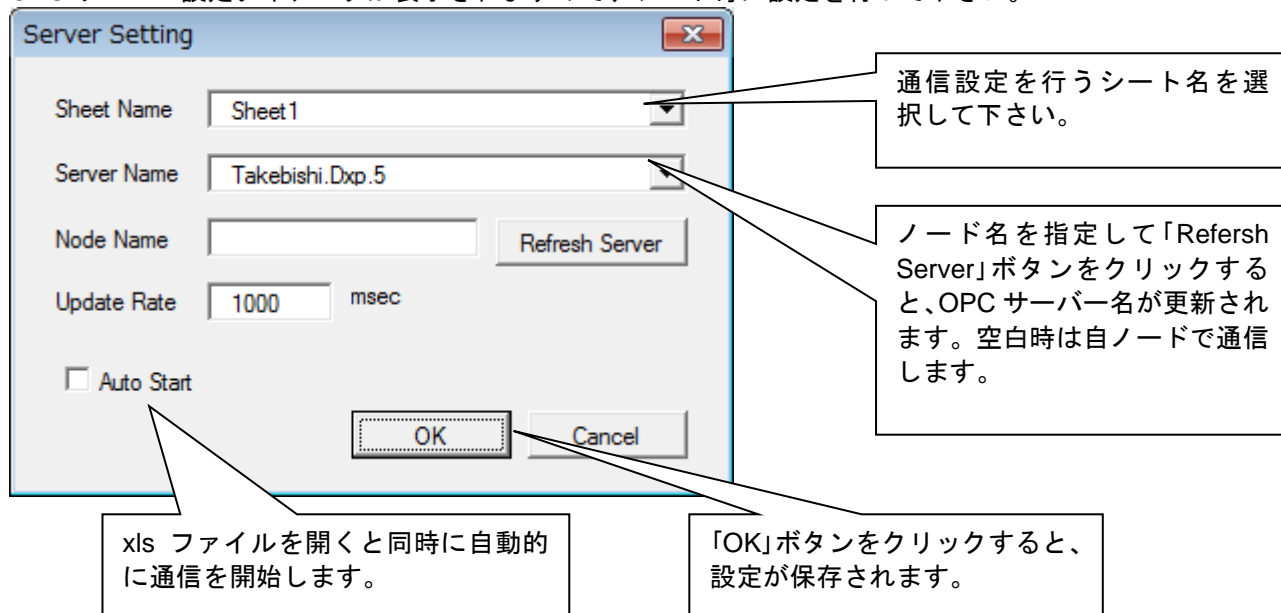 Server Setting
Sheet Name
Sheet1
通信設定を行うシート名を選
択して下さい。
Server Name
Takebishi.Dxp.5
Node Name
Refresh Server
ノード名を指定して「Refersh
Server」ボタンをクリックする
と、OPC サーバー名が更新され
ます。空白時は自ノードで通信
します。
Update Rate
1000
msec
Auto Start
OK
Cancel
xls ファイルを開くと同時に自動的
に通信を開始します。
「OK」ボタンをクリックすると、
設定が保存されます。